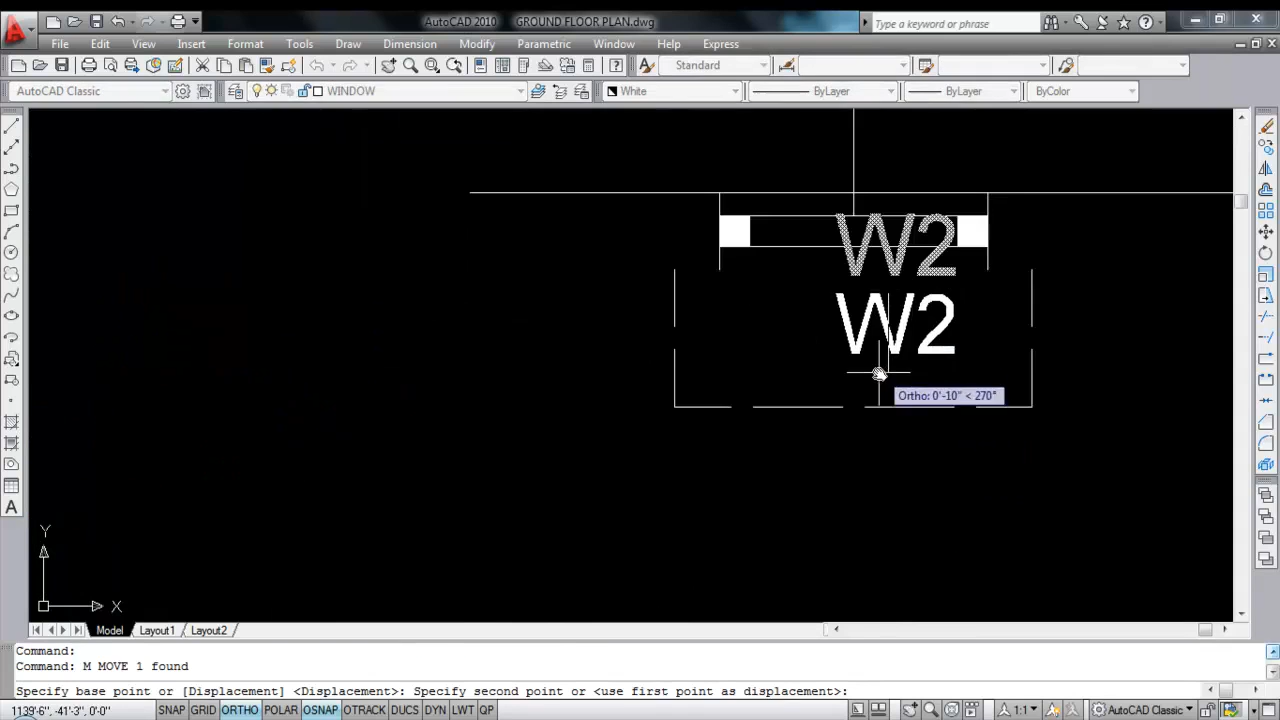 AutoCAD 2010 GROUND FLOOR PLAN.dwg Type a keyword or phrase
File Edit View Insert Format Tools Draw Dimension Modify Parametric Window Help Express
Standard
AutoCAD Classic WINDOW White ByLayer ByLayer ByColor
W2
W2
Ortho: 0'-10" < 270°
A
Y
X
Model Layout1 Layout2
Command:
Command: M MOVE 1 found
Specify base point or [Displacement] <Displacement>: Specify second point or <use first point as displacement>:
1139'-6", -41'-3", 0'-0" SNAP GRID ORTHO POLAR OSNAP OTRACK DUCS DYN LWT QP 1:1 AutoCAD Classic